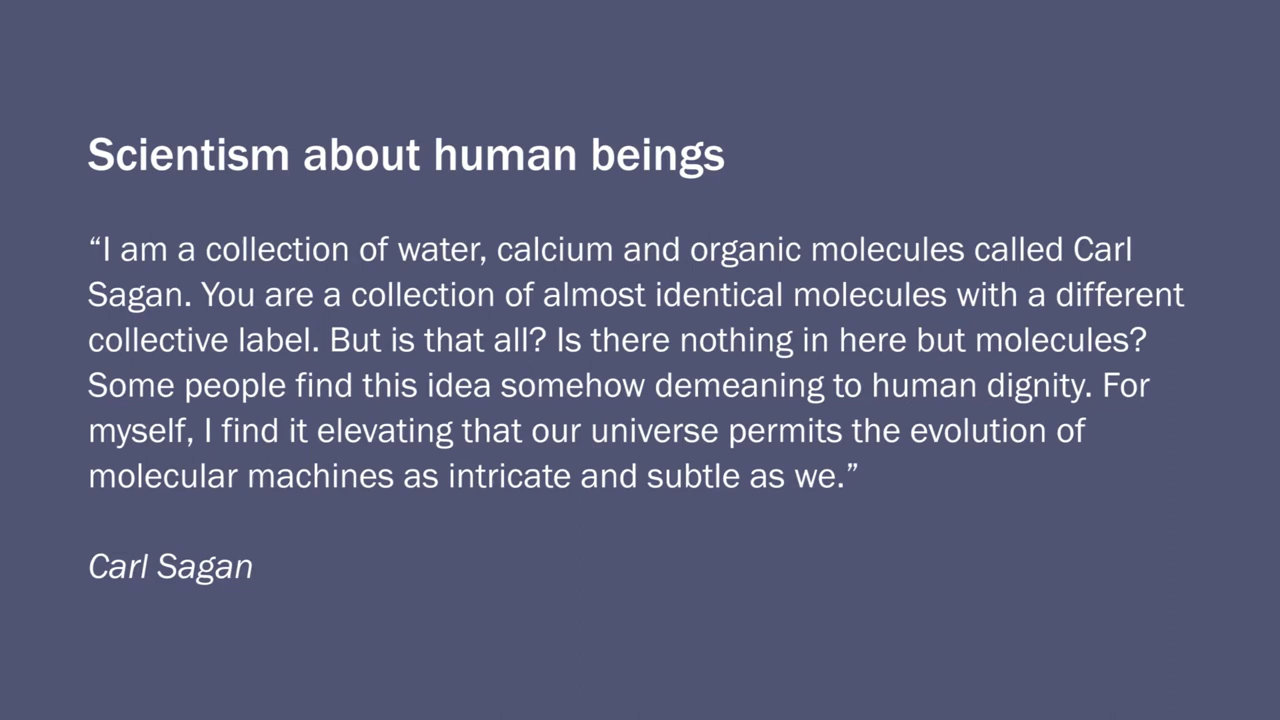 Scientism about human beings
“I am a collection of water, calcium and organic molecules called Carl
Sagan. You are a collection of almost identical molecules with a different
collective label. But is that all? Is there nothing in here but molecules?
Some people find this idea somehow demeaning to human dignity. For
myself, I find it elevating that our universe permits the evolution of
molecular machines as intricate and subtle as we.”
Carl Sagan